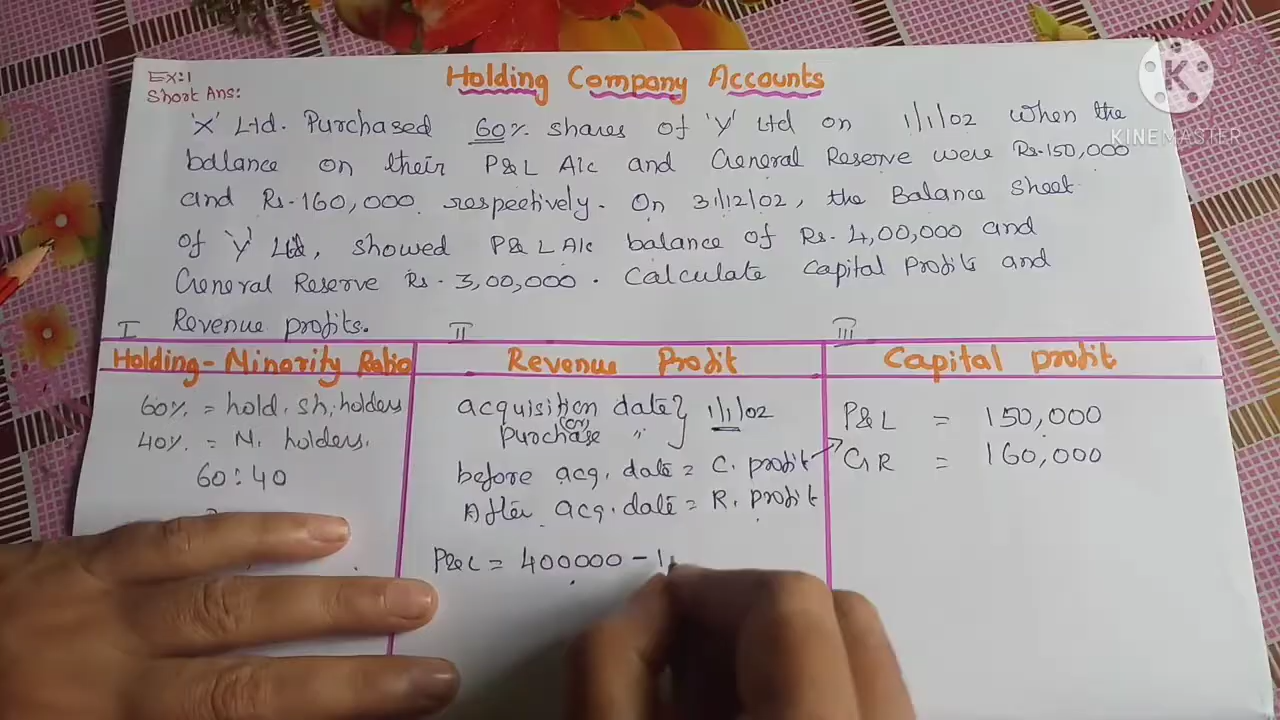 Ex:1
Short Ans:
Holding Company Accounts
K
KINEMASTER
'X' Ltd. Purchased 60% shares of 'Y' Ltd on 1/1/02 when the
balance on their P&L A/c and General Reserve were Rs.150,000
and Rs.160,000 respectively. On 31/12/02, the Balance Sheet
of 'Y' Ltd, showed P&L A/c balance of Rs. 4,00,000 and
General Reserve Rs. 3,00,000. Calculate Capital Profits and
Revenue profits.
I
II
III
Holding-Minority Ratio
Revenue Profit
Capital profit
60% = hold. sh. holders
40% = M. holders.
60:40
acquisition date} 1/1/02
(or)
purchase "
before acq. date = C. profit
After acq. date = R. profit
P&L = 400000 - 1
P&L = 150,000
GR = 160,000